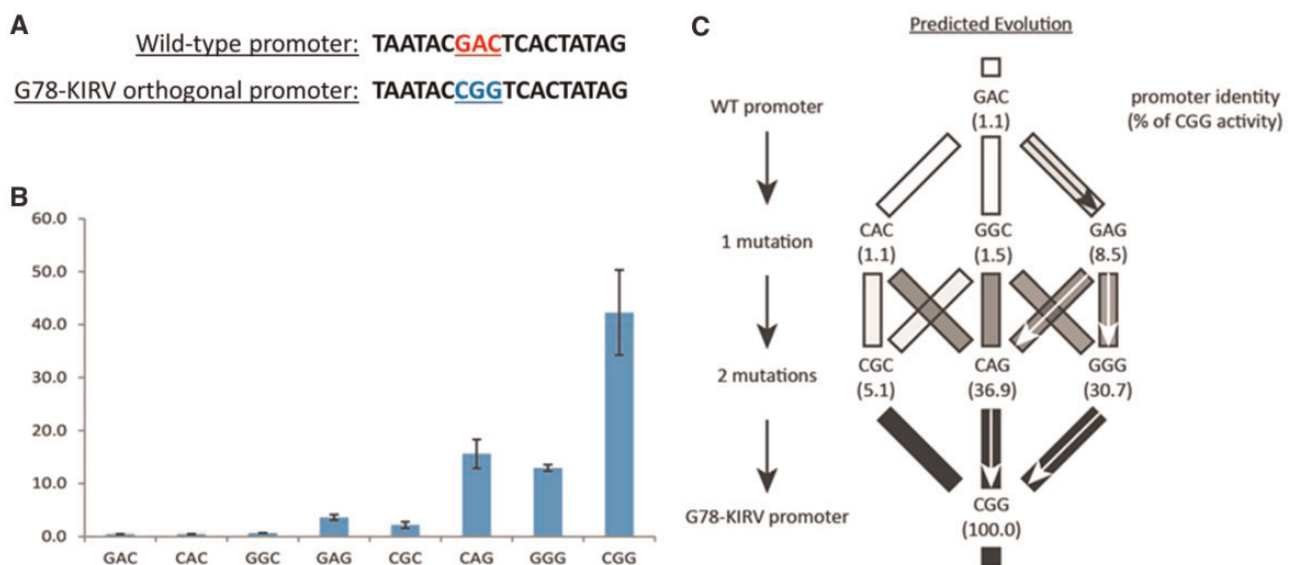 A
Wild-type promoter: TAATACGACTCACTATAG
G78-KIRV orthogonal promoter: TAATACCGGTCACTATAG
B
60.0
50.0
40.0
30.0
20.0
10.0
0.0
GAC CAC GGC GAG CGC CAG GGG CGG
C
Predicted Evolution
WT promoter
GAC
(1.1)
promoter identity
(% of CGG activity)
1 mutation
CAC GGC GAG
(1.1) (1.5) (8.5)
2 mutations
CGC CAG GGG
(5.1) (36.9) (30.7)
G78-KIRV promoter
CGG
(100.0)